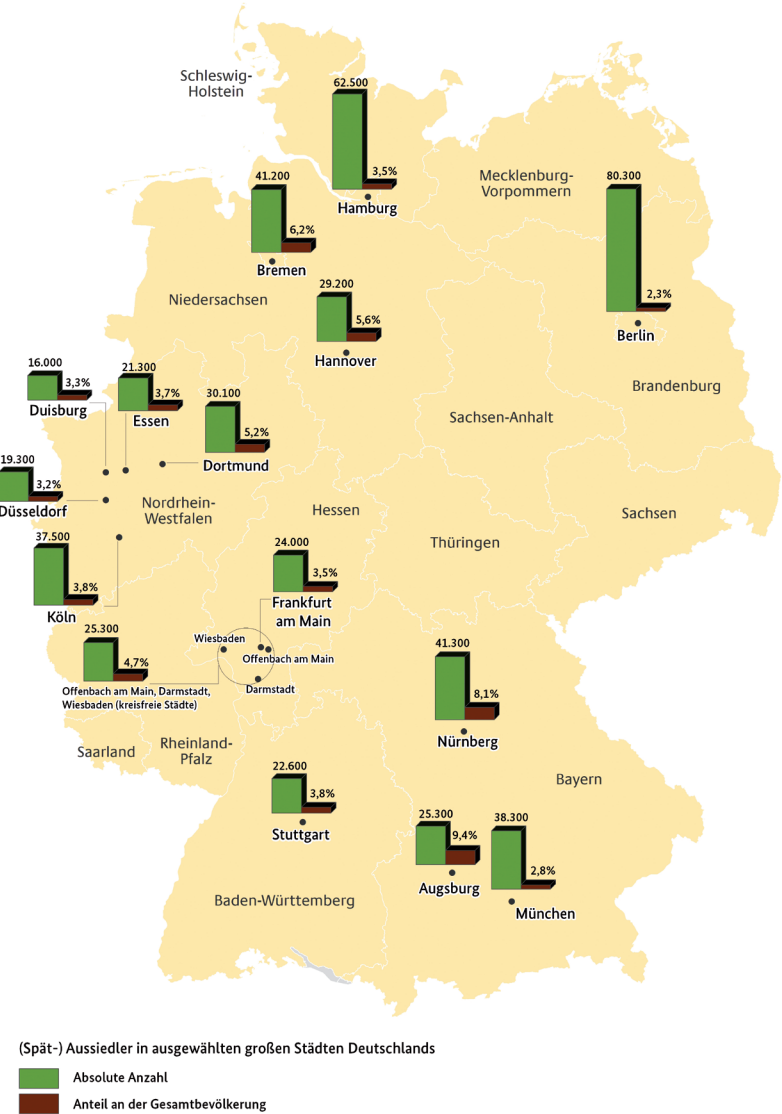 Schleswig-
Holstein
62.500
3,5%
Hamburg
Mecklenburg-
Vorpommern
80.300
2,3%
Berlin
41.200
6,2%
Bremen
Niedersachsen
29.200
5,6%
Hannover
Brandenburg
16.000
3,3%
Duisburg
21.300
3,7%
Essen
30.100
5,2%
Dortmund
Sachsen-Anhalt
19.300
3,2%
Düsseldorf
Nordrhein-
Westfalen
Hessen
Thüringen
Sachsen
37.500
3,8%
Köln
24.000
3,5%
Frankfurt
am Main
25.300
4,7%
Offenbach am Main, Darmstadt,
Wiesbaden (kreisfreie Städte)
Wiesbaden
Offenbach am Main
Darmstadt
41.300
8,1%
Nürnberg
Saarland
Rheinland-
Pfalz
Bayern
22.600
3,8%
Stuttgart
25.300
9,4%
Augsburg
38.300
2,8%
München
Baden-Württemberg
(Spät-) Aussiedler in ausgewählten großen Städten Deutschlands
Absolute Anzahl
Anteil an der Gesamtbevölkerung